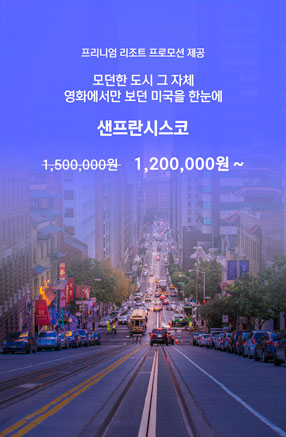 프리니엄 리조트 프로모션 제공
모던한 도시 그 자체
영화에서만 보던 미국을 한눈에
샌프란시스코
1,500,000원 1,200,000원~